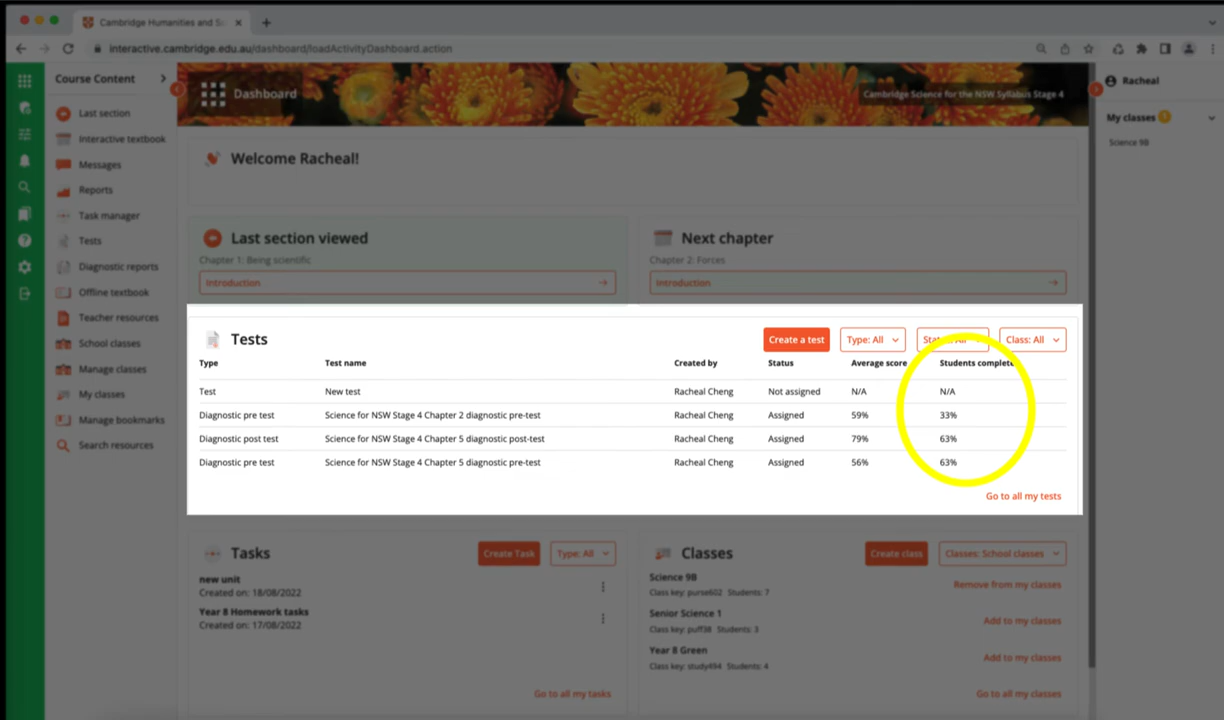 Cambridge Humanities and Sc
interactive.cambridge.edu.au/dashboard/loadActivityDashboard.action
Course Content
Last section
Interactive textbook
Messages
Reports
Task manager
Tests
Diagnostic reports
Offline textbook
Teacher resources
School classes
Manage classes
My classes
Manage bookmarks
Search resources
Dashboard
Cambridge Science for the NSW Syllabus Stage 4
Racheal
My classes
Science 9B
Welcome Racheal!
Last section viewed
Chapter 1: Being scientific
Introduction
Next chapter
Chapter 2: Forces
Introduction
Tests
Create a test Type: All Status: All Class: All
Type Test name Created by Status Average score Students complete
Test New test Racheal Cheng Not assigned N/A N/A
Diagnostic pre test Science for NSW Stage 4 Chapter 2 diagnostic pre-test Racheal Cheng Assigned 59% 33%
Diagnostic post test Science for NSW Stage 4 Chapter 5 diagnostic post-test Racheal Cheng Assigned 79% 63%
Diagnostic pre test Science for NSW Stage 4 Chapter 5 diagnostic pre-test Racheal Cheng Assigned 56% 63%
Go to all my tests
Tasks
Create Task Type: All
new unit
Created on: 18/08/2022
Year 8 Homework tasks
Created on: 17/08/2022
Go to all my tasks
Classes
Create class Classes: School classes
Science 9B
Class key: purse602 Students: 7
Remove from my classes
Senior Science 1
Class key: puff38 Students: 3
Add to my classes
Year 8 Green
Class key: study494 Students: 4
Add to my classes
Go to all my classes